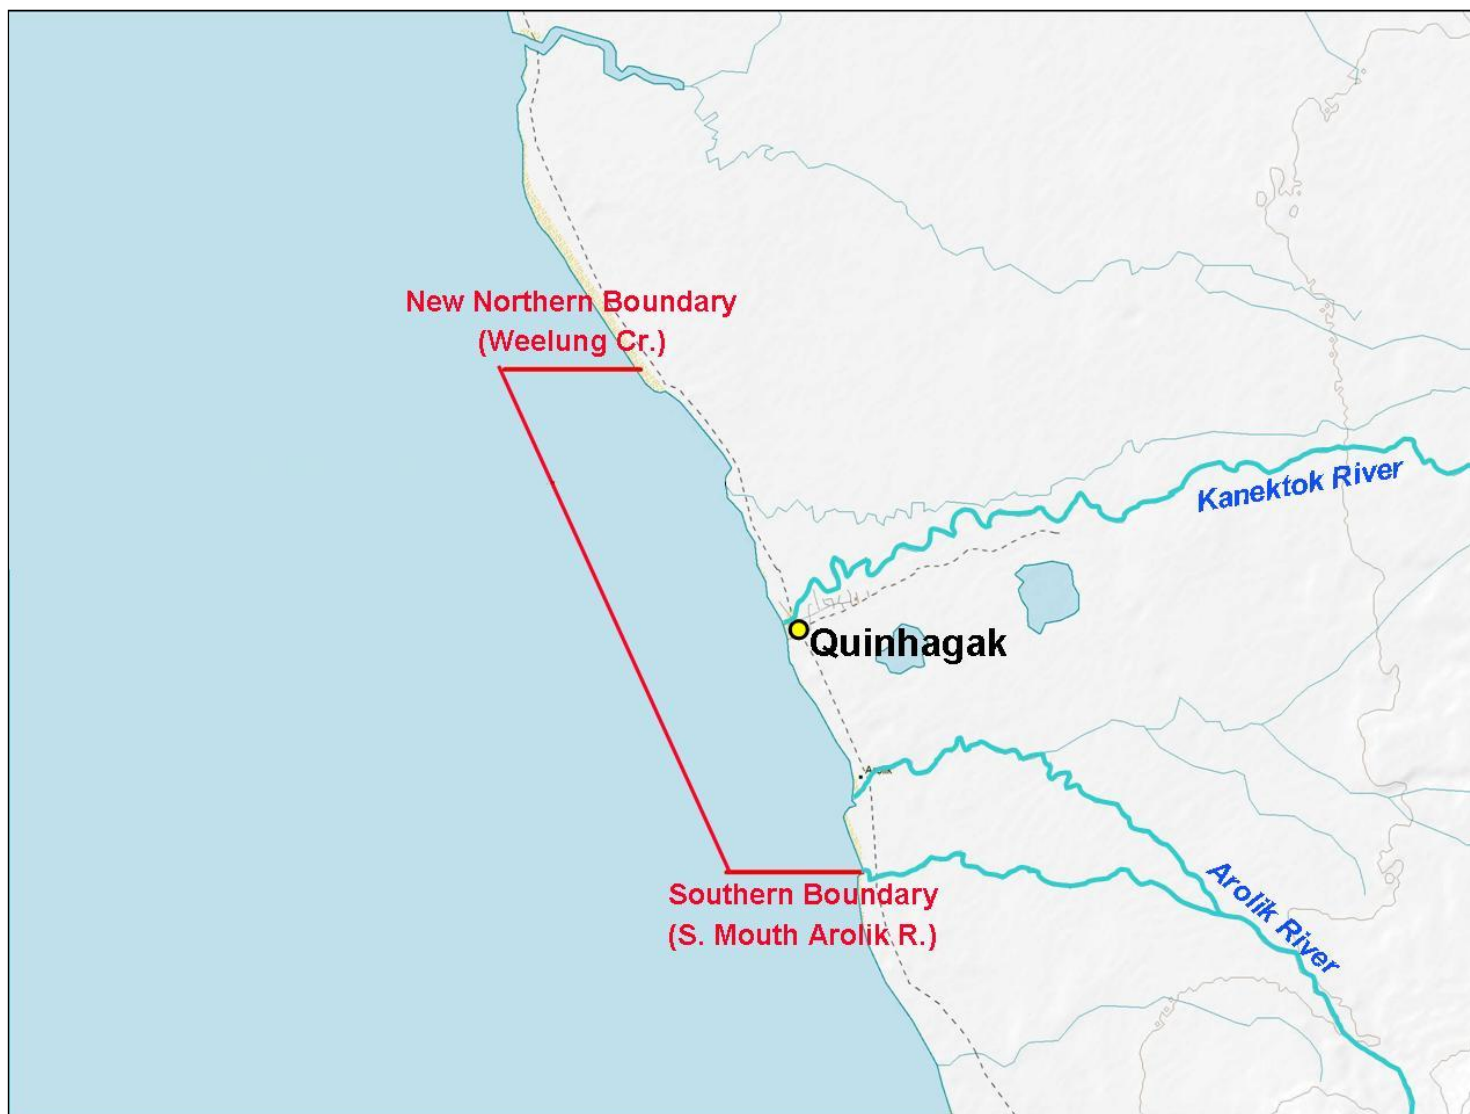 New Northern Boundary
(Weelung Cr.)
Kanektok River
Quinhagak
Arolik River
Southern Boundary
(S. Mouth Arolik R.)